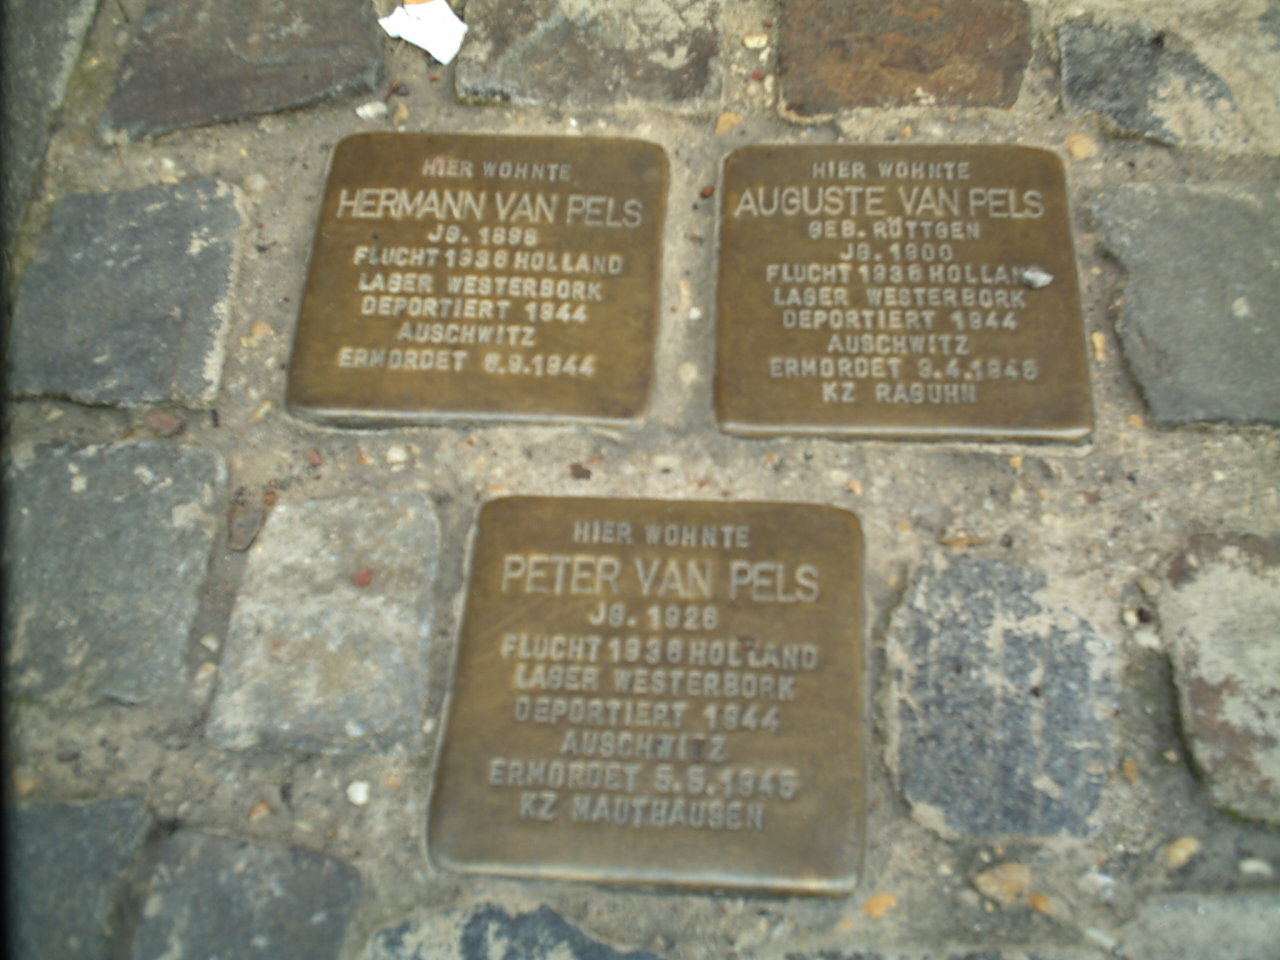 HIER WOHNTE
HERMANN VAN PELS
JG. 1898
FLUCHT 1936 HOLLAND
LAGER WESTERBORK
DEPORTIERT 1944
AUSCHWITZ
ERMORDET 6.9.1944
HIER WOHNTE
AUGUSTE VAN PELS
GEB. RÖTTGEN
JG. 1900
FLUCHT 1936 HOLLAND
LAGER WESTERBORK
DEPORTIERT 1944
AUSCHWITZ
ERMORDET 9.4.1945
KZ RAGUHN
HIER WOHNTE
PETER VAN PELS
JG. 1926
FLUCHT 1936 HOLLAND
LAGER WESTERBORK
DEPORTIERT 1944
AUSCHWITZ
ERMORDET 5.5.1945
KZ MAUTHAUSEN